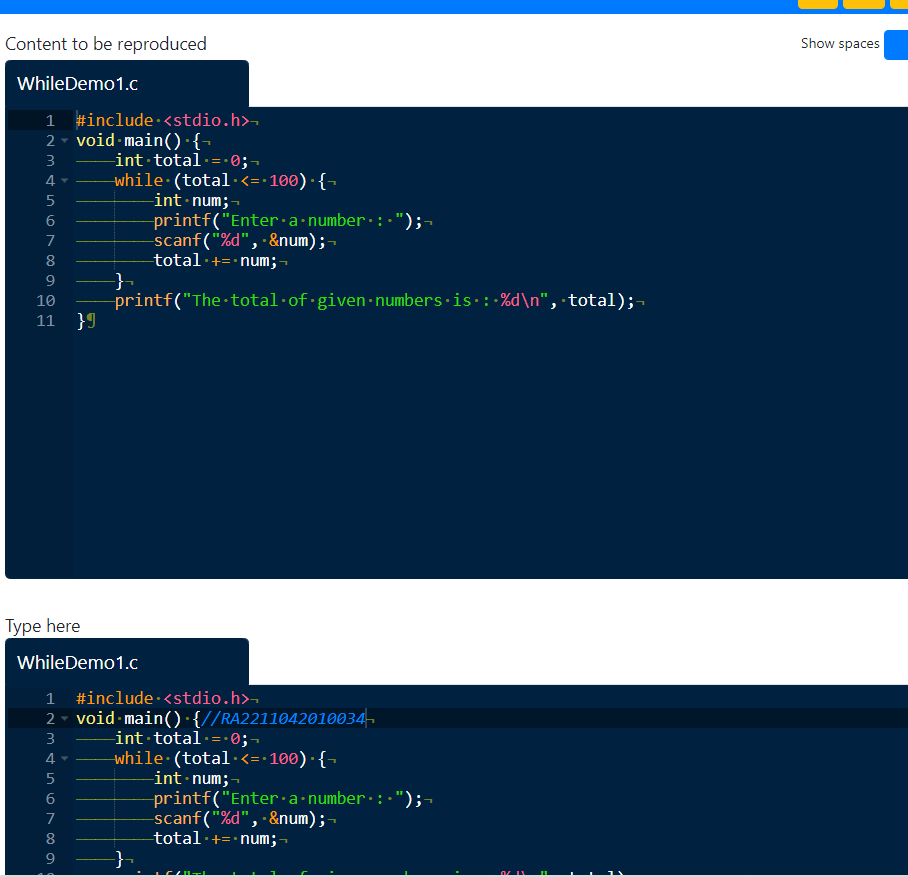 Content to be reproduced
Show spaces
WhileDemo1.c
1 #include <stdio.h>
2 void main() {
3 int total = 0;
4 while (total <= 100) {
5 int num;
6 printf("Enter a number : ");
7 scanf("%d", &num);
8 total += num;
9 }
10 printf("The total of given numbers is : %d\n", total);
11 }
Type here
WhileDemo1.c
1 #include <stdio.h>
2 void main() {//RA2211042010034
3 int total = 0;
4 while (total <= 100) {
5 int num;
6 printf("Enter a number : ");
7 scanf("%d", &num);
8 total += num;
9 }